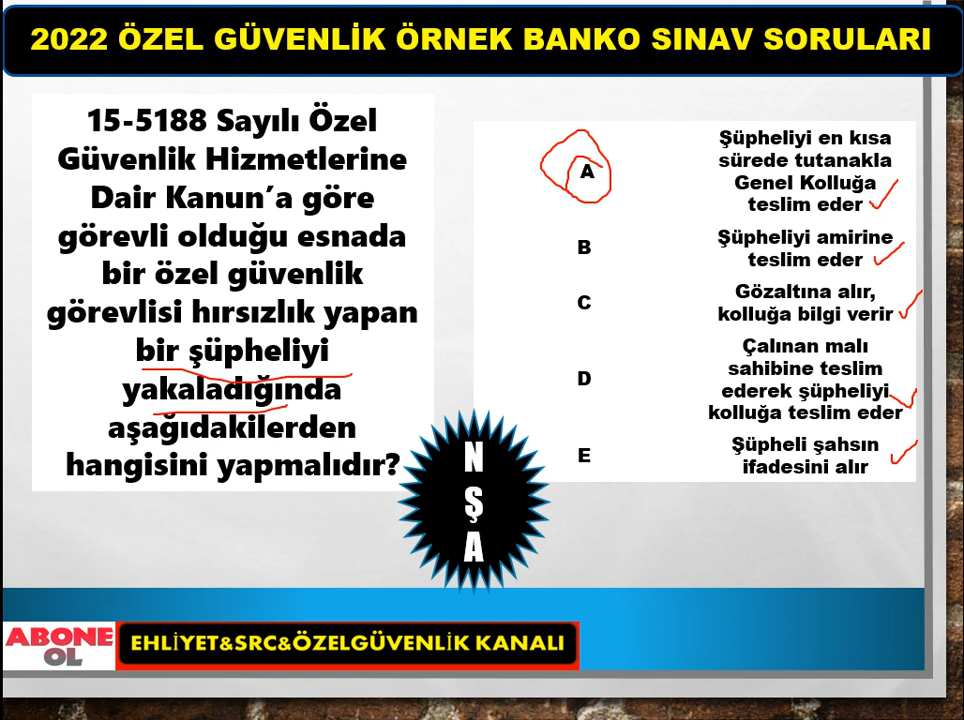 2022 ÖZEL GÜVENLİK ÖRNEK BANKO SINAV SORULARI
15-5188 Sayılı Özel
Güvenlik Hizmetlerine
Dair Kanun’a göre
görevli olduğu esnada
bir özel güvenlik
görevlisi hırsızlık yapan
bir şüpheliyi
yakaladığında
aşağıdakilerden
hangisini yapmalıdır?
A
Şüpheliyi en kısa
sürede tutanakla
Genel Kolluğa
teslim eder
B
Şüpheliyi amirine
teslim eder
C
Gözaltına alır,
kolluğa bilgi verir
D
Çalınan malı
sahibine teslim
ederek şüpheliyi
kolluğa teslim eder
E
Şüpheli şahsın
ifadesini alır
N
Ş
A
ABONE
OL
EHLİYET&SRC&ÖZELGÜVENLİK KANALI